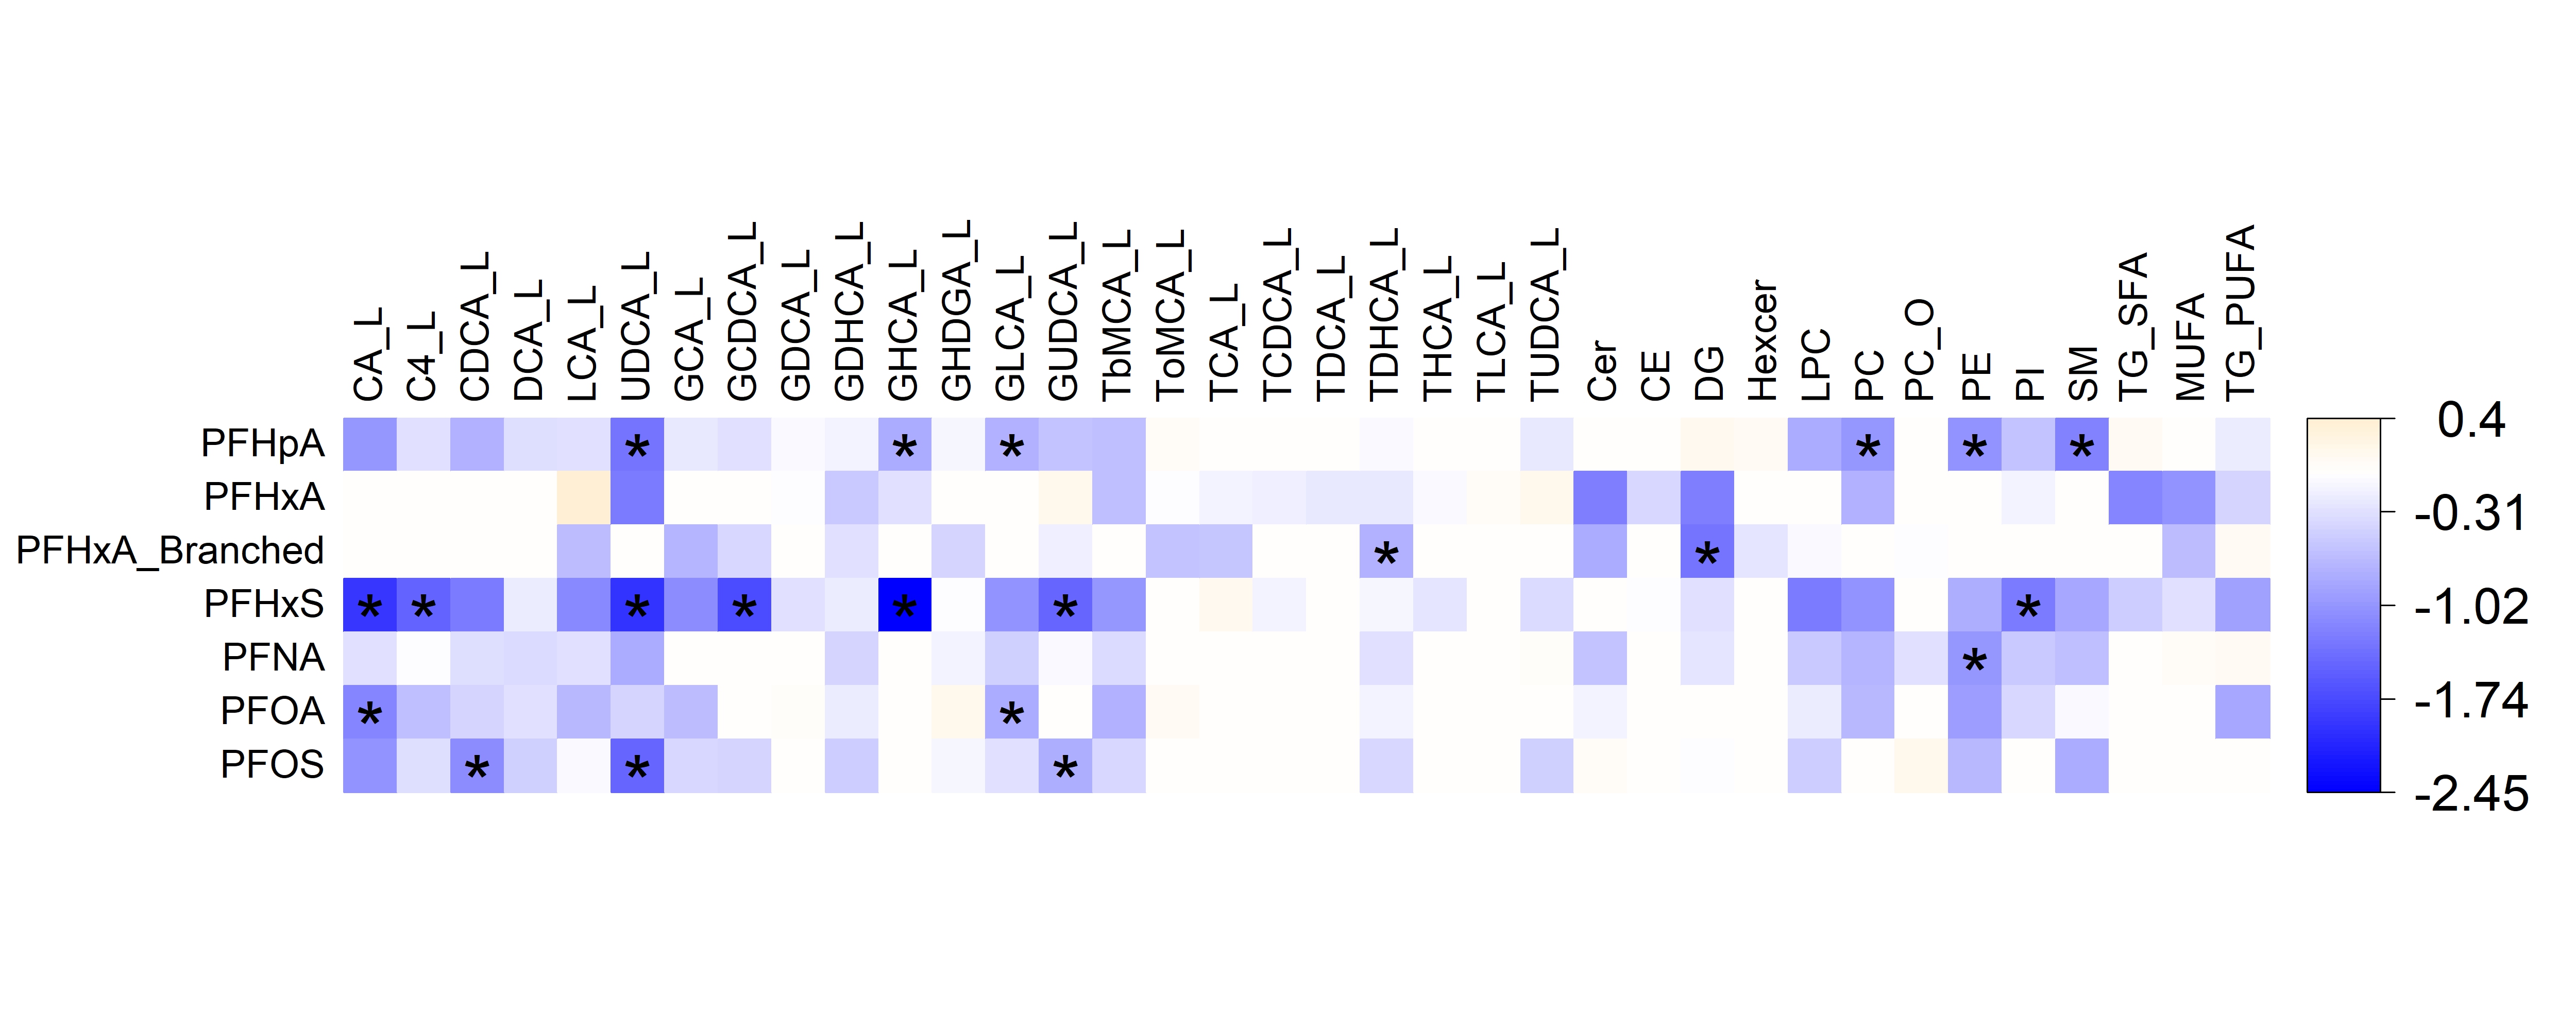 CA_L
C4_L
CDCA_L
DCA_L
LCA_L
UDCA_L
GCA_L
GCDCA_L
GDCA_L
GDHCA_L
GHCA_L
GHDGA_L
GLCA_L
GUDCA_L
TbMCA_L
ToMCA_L
TCA_L
TCDCA_L
TDCA_L
TDHCA_L
THCA_L
TLCA_L
TUDCA_L
Cer
CE
DG
Hexcer
LPC
PC
PC_O
PE
PI
SM
TG_SFA
MUFA
TG_PUFA
PFHpA * * * * * *
PFHxA
PFHxA_Branched * *
PFHxS * * * * * * *
PFNA *
PFOA * *
PFOS * * *
0.4
-0.31
-1.02
-1.74
-2.45